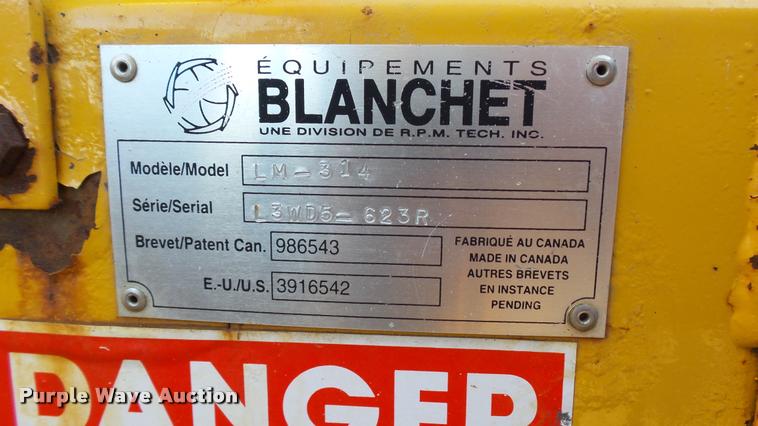 ÉQUIPEMENTS
BLANCHET
UNE DIVISION DE R.P.M. TECH. INC.
Modèle/Model LM-314
Série/Serial L3WD5-623R
Brevet/Patent Can. 986543
E.-U./U.S. 3916542
FABRIQUÉ AU CANADA
MADE IN CANADA
AUTRES BREVETS
EN INSTANCE
PENDING
DANGER
Purple Wave Auction